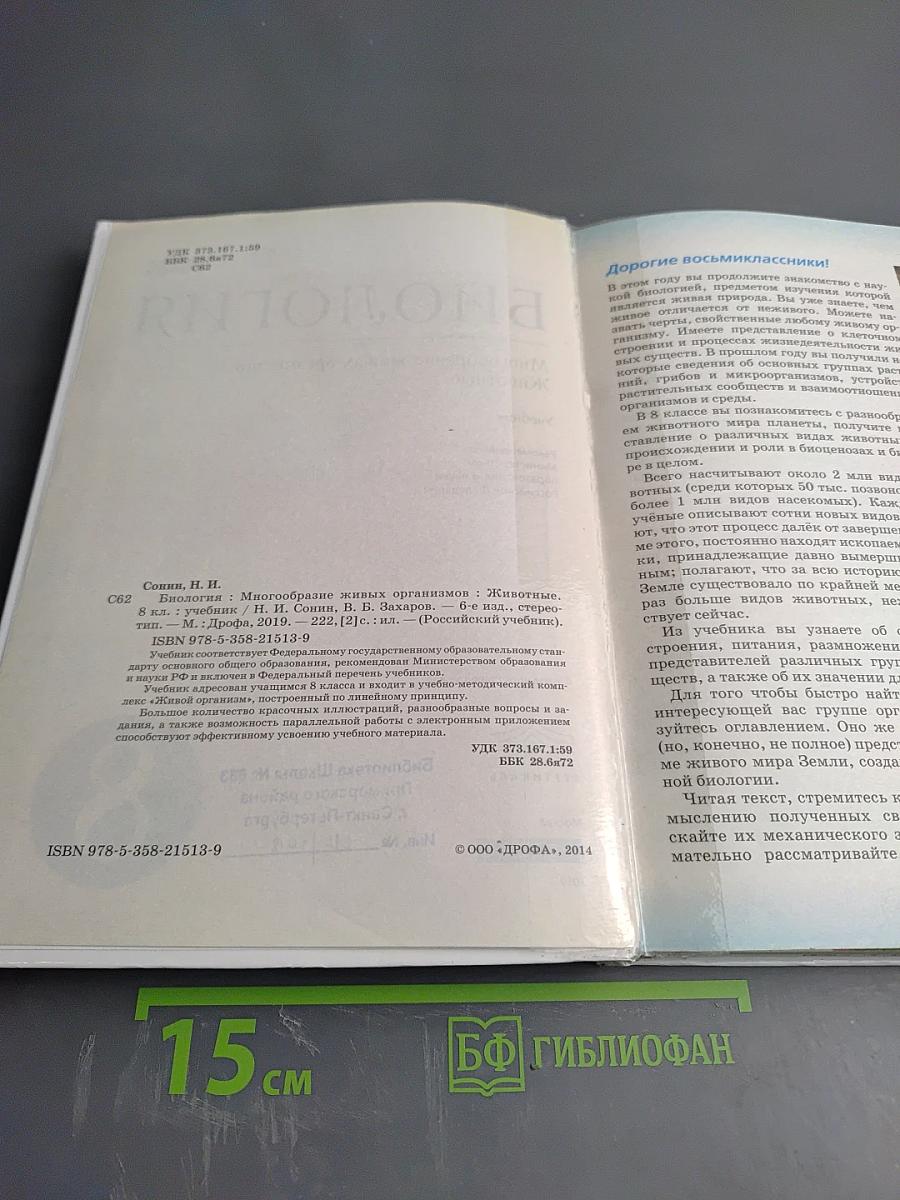 УДК 373.167.1:59
ББК 28.6я72
С62
Сонин, Н. И.
С62 Биология : Многообразие живых организмов : Животные.
8 кл. : учебник / Н. И. Сонин, В. Б. Захаров. — 6-е изд., стерео-
тип. — М. : Дрофа, 2019. — 222, [2] с. : ил. — (Российский учебник).
ISBN 978-5-358-21513-9
Учебник соответствует Федеральному государственному образовательному стан-
дарту основного общего образования, рекомендован Министерством образования
и науки РФ и включен в Федеральный перечень учебников.
Учебник адресован учащимся 8 класса и входит в учебно-методический комп-
лекс «Живой организм», построенный по линейному принципу.
Большое количество красочных иллюстраций, разнообразные вопросы и за-
дания, а также возможность параллельной работы с электронным приложением
способствуют эффективному усвоению учебного материала.
УДК 373.167.1:59
ББК 28.6я72
ISBN 978-5-358-21513-9
© ООО «ДРОФА», 2014
Дорогие восьмиклассники!
В этом году вы продолжите знакомство с нау-
кой биологией, предметом изучения которой
является живая природа. Вы уже знаете, чем
живое отличается от неживого. Можете на-
звать черты, свойственные любому живому ор-
ганизму. Имеете представление о клеточном
строении и процессах жизнедеятельности жи
вых существ. В прошлом году вы получили н
которые сведения об основных группах раст
ний, грибов и микроорганизмов, устройст
растительных сообществ и взаимоотношени
организмов и среды.
В 8 классе вы познакомитесь с разнообр
ем животного мира планеты, получите
ставление о различных видах животны
происхождении и роли в биоценозах и би
ре в целом.
Всего насчитывают около 2 млн вид
вотных (среди которых 50 тыс. позвоно
более 1 млн видов насекомых). Каж
учёные описывают сотни новых видов
ют, что этот процесс далёк от заверше
ме этого, постоянно находят ископаем
ки, принадлежащие давно вымерш
ным; полагают, что за всю истори
Земле существовало по крайней ме
раз больше видов животных, не
ствует сейчас.
Из учебника вы узнаете об о
строения, питания, размножени
представителей различных груп
ществ, а также об их значении дл
Для того чтобы быстро найт
интересующей вас группе орг
зуйтесь оглавлением. Оно же
(но, конечно, не полное) предст
ме живого мира Земли, созда
ной биологии.
Читая текст, стремитесь к
мыслению полученных св
скайте их механического з
мательно рассматривайте
15 см
БФ ГИБЛИОФАН